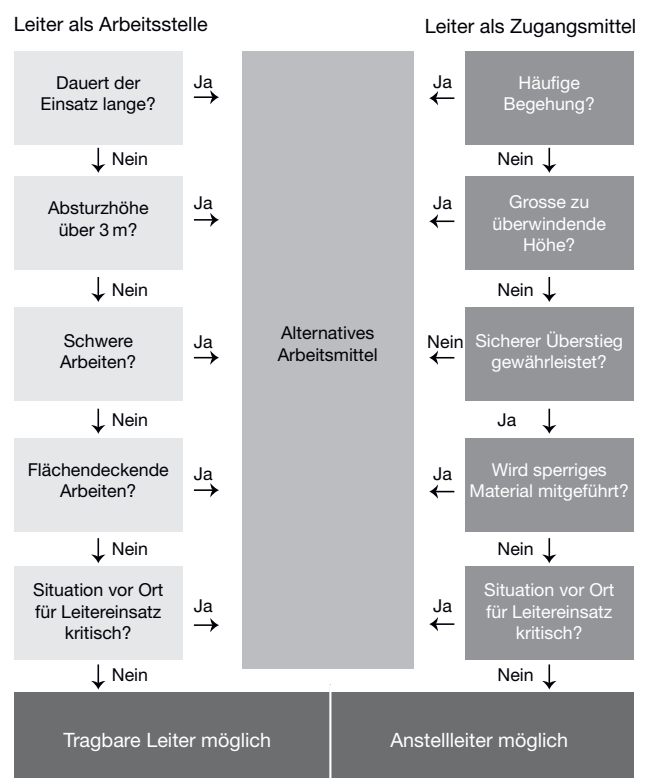 Leiter als Arbeitsstelle
Dauert der
Einsatz lange?
Ja
Nein
Absturzhöhe
über 3 m?
Ja
Nein
Schwere
Arbeiten?
Ja
Nein
Flächendeckende
Arbeiten?
Ja
Nein
Situation vor Ort
für Leitereinsatz
kritisch?
Ja
Nein
Tragbare Leiter möglich
Alternatives
Arbeitsmittel
Leiter als Zugangsmittel
Ja
Häufige
Begehung?
Nein
Ja
Grosse zu
überwindende
Höhe?
Nein
Nein
Sicherer Überstieg
gewährleistet?
Ja
Ja
Wird sperriges
Material mitgeführt?
Nein
Ja
Situation vor Ort
für Leitereinsatz
kritisch?
Nein
Anstellleiter möglich